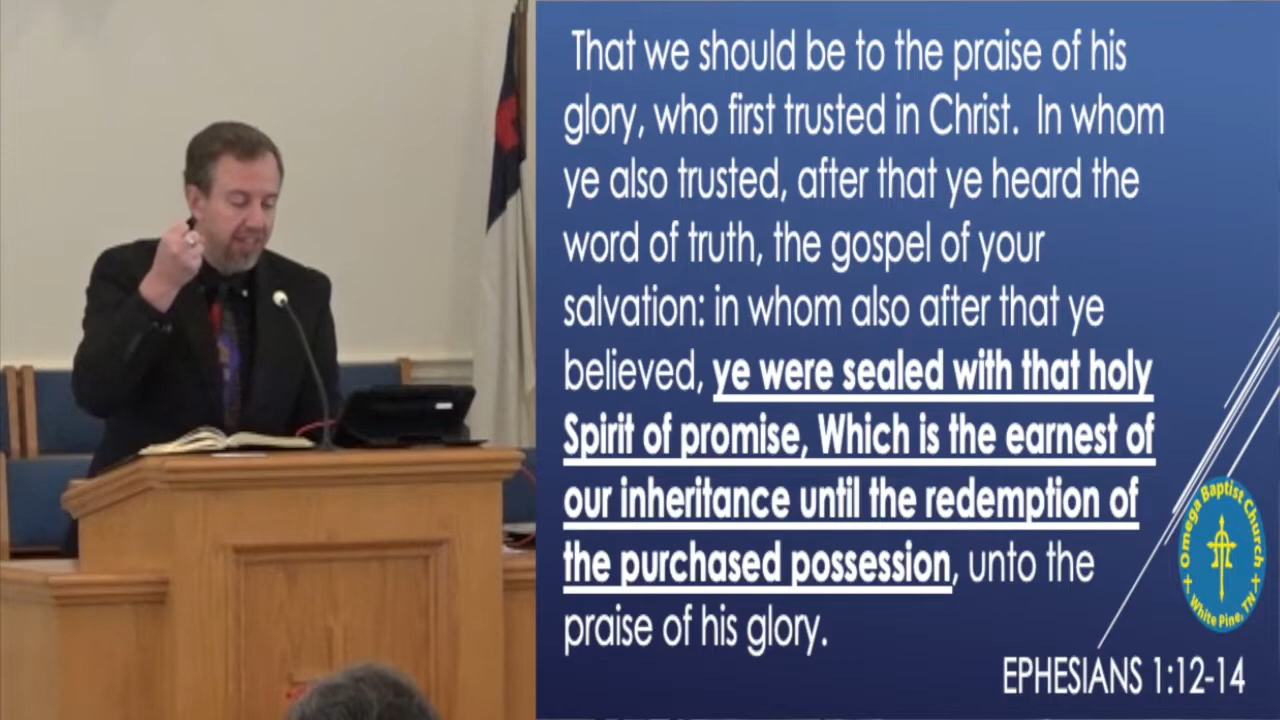 That we should be to the praise of his
glory, who first trusted in Christ. In whom
ye also trusted, after that ye heard the
word of truth, the gospel of your
salvation: in whom also after that ye
believed, ye were sealed with that holy
Spirit of promise, Which is the earnest of
our inheritance until the redemption of
the purchased possession, unto the
praise of his glory.
Omega Baptist Church
White Pine, TN
EPHESIANS 1:12-14